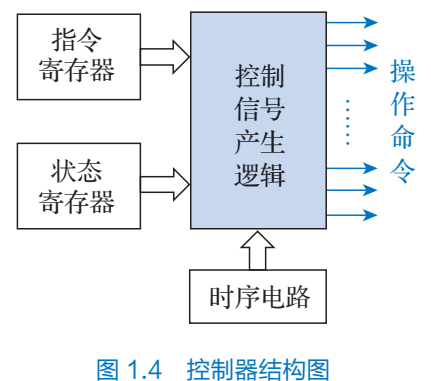 指令
寄存器
控制
信号
产生
逻辑
操
作
命
令
……
状态
寄存器
时序电路
图 1.4 控制器结构图